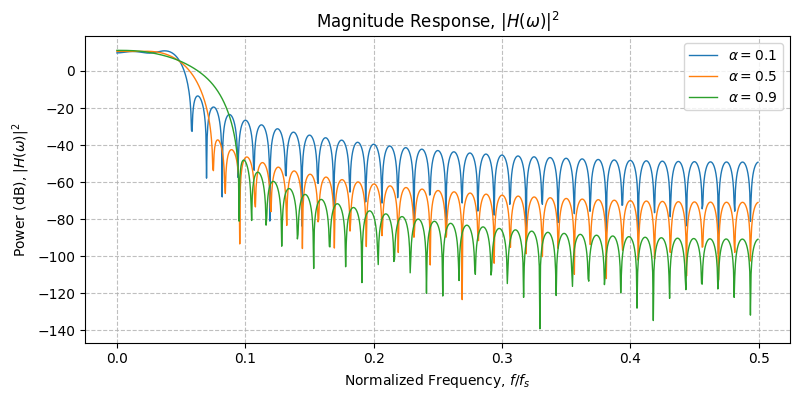 Magnitude Response, |H(ω)|²
α = 0.1
α = 0.5
α = 0.9
Power (dB), |H(ω)|²
0
−20
−40
−60
−80
−100
−120
−140
0.0 0.1 0.2 0.3 0.4 0.5
Normalized Frequency, f/fₛ